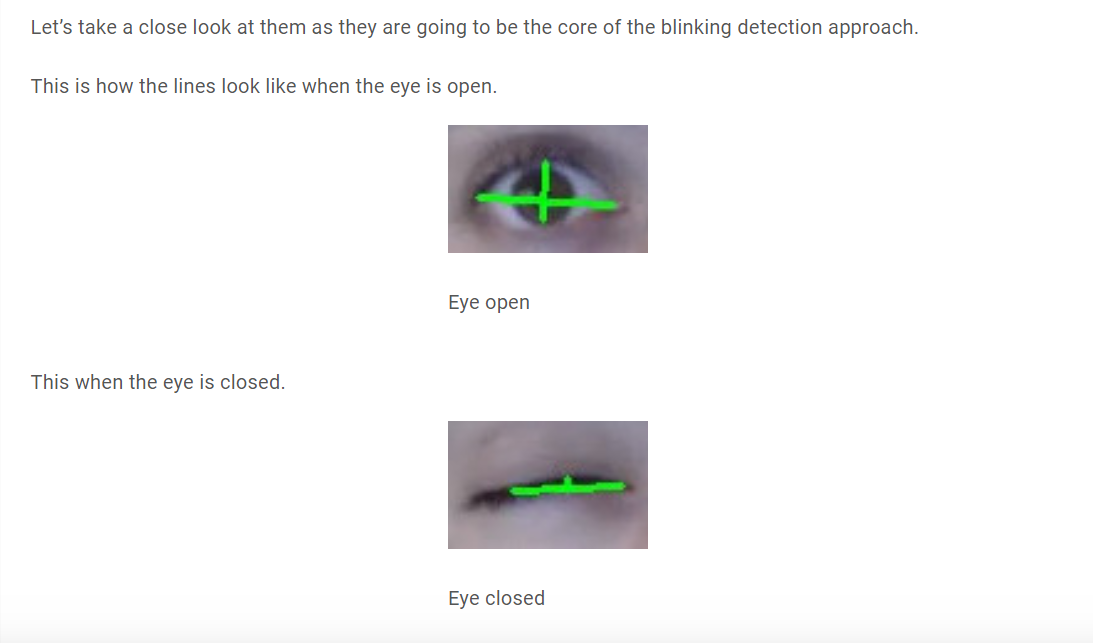 Let’s take a close look at them as they are going to be the core of the blinking detection approach.
This is how the lines look like when the eye is open.
Eye open
This when the eye is closed.
Eye closed